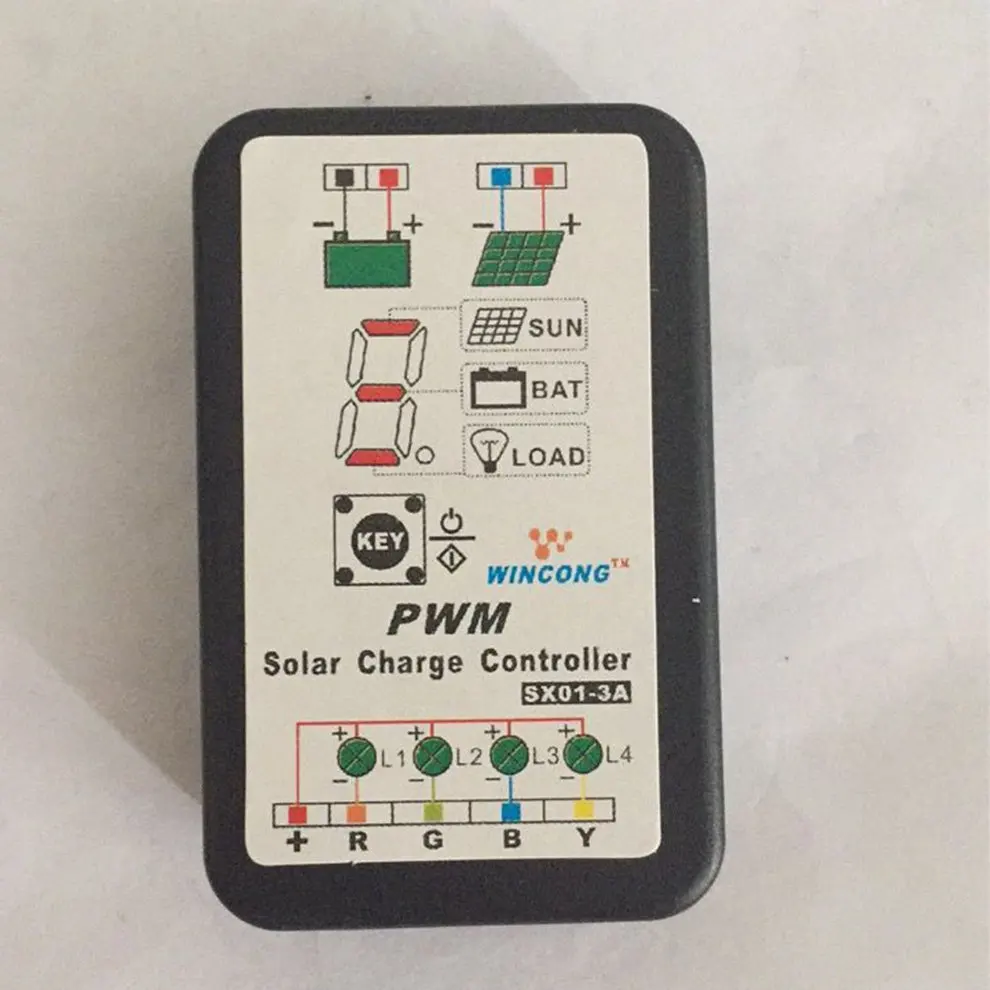 − + − +
SUN
BAT
LOAD
KEY
WINCONG™
PWM
Solar Charge Controller
SX01-3A
+ + + +
L1 L2 L3 L4
− − − −
+ R G B Y